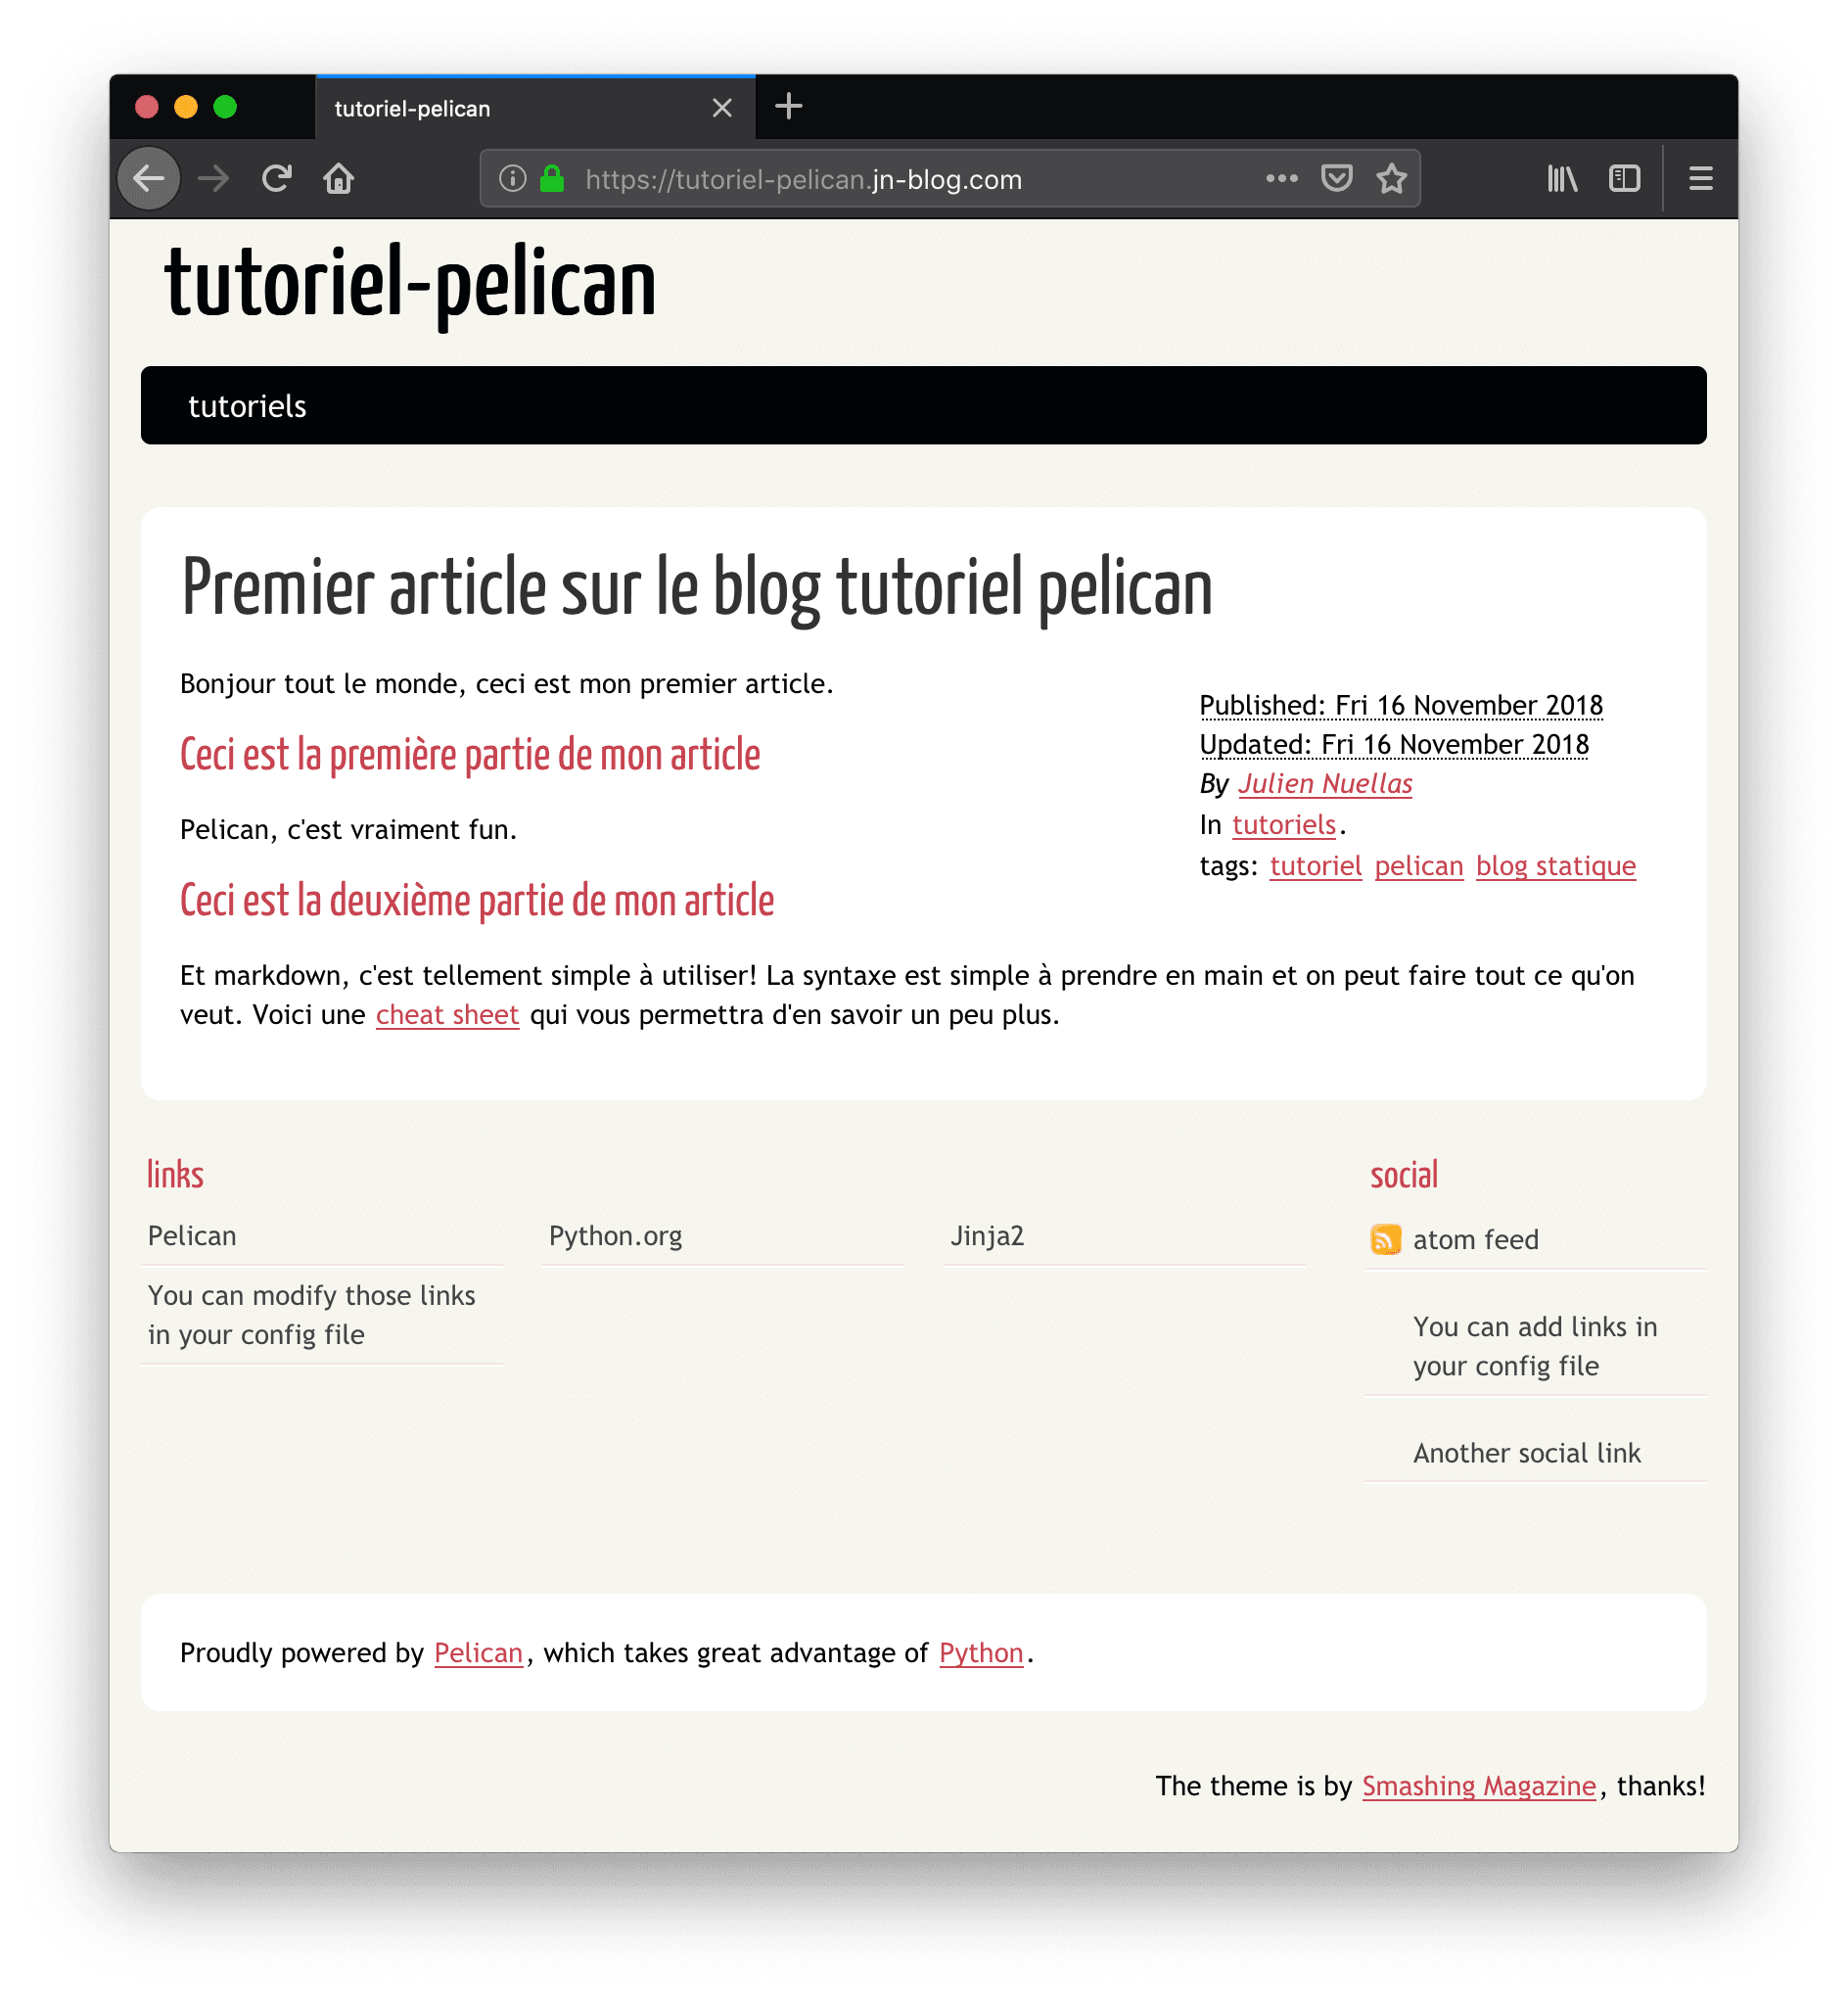 tutoriel-pelican
https://tutoriel-pelican.jn-blog.com
tutoriel-pelican
tutoriels
Premier article sur le blog tutoriel pelican
Bonjour tout le monde, ceci est mon premier article.
Published: Fri 16 November 2018
Updated: Fri 16 November 2018
By Julien Nuellas
In tutoriels.
tags: tutoriel pelican blog statique
Ceci est la première partie de mon article
Pelican, c'est vraiment fun.
Ceci est la deuxième partie de mon article
Et markdown, c'est tellement simple à utiliser! La syntaxe est simple à prendre en main et on peut faire tout ce qu'on
veut. Voici une cheat sheet qui vous permettra d'en savoir un peu plus.
links
Pelican
Python.org
Jinja2
You can modify those links
in your config file
social
atom feed
You can add links in
your config file
Another social link
Proudly powered by Pelican, which takes great advantage of Python.
The theme is by Smashing Magazine, thanks!